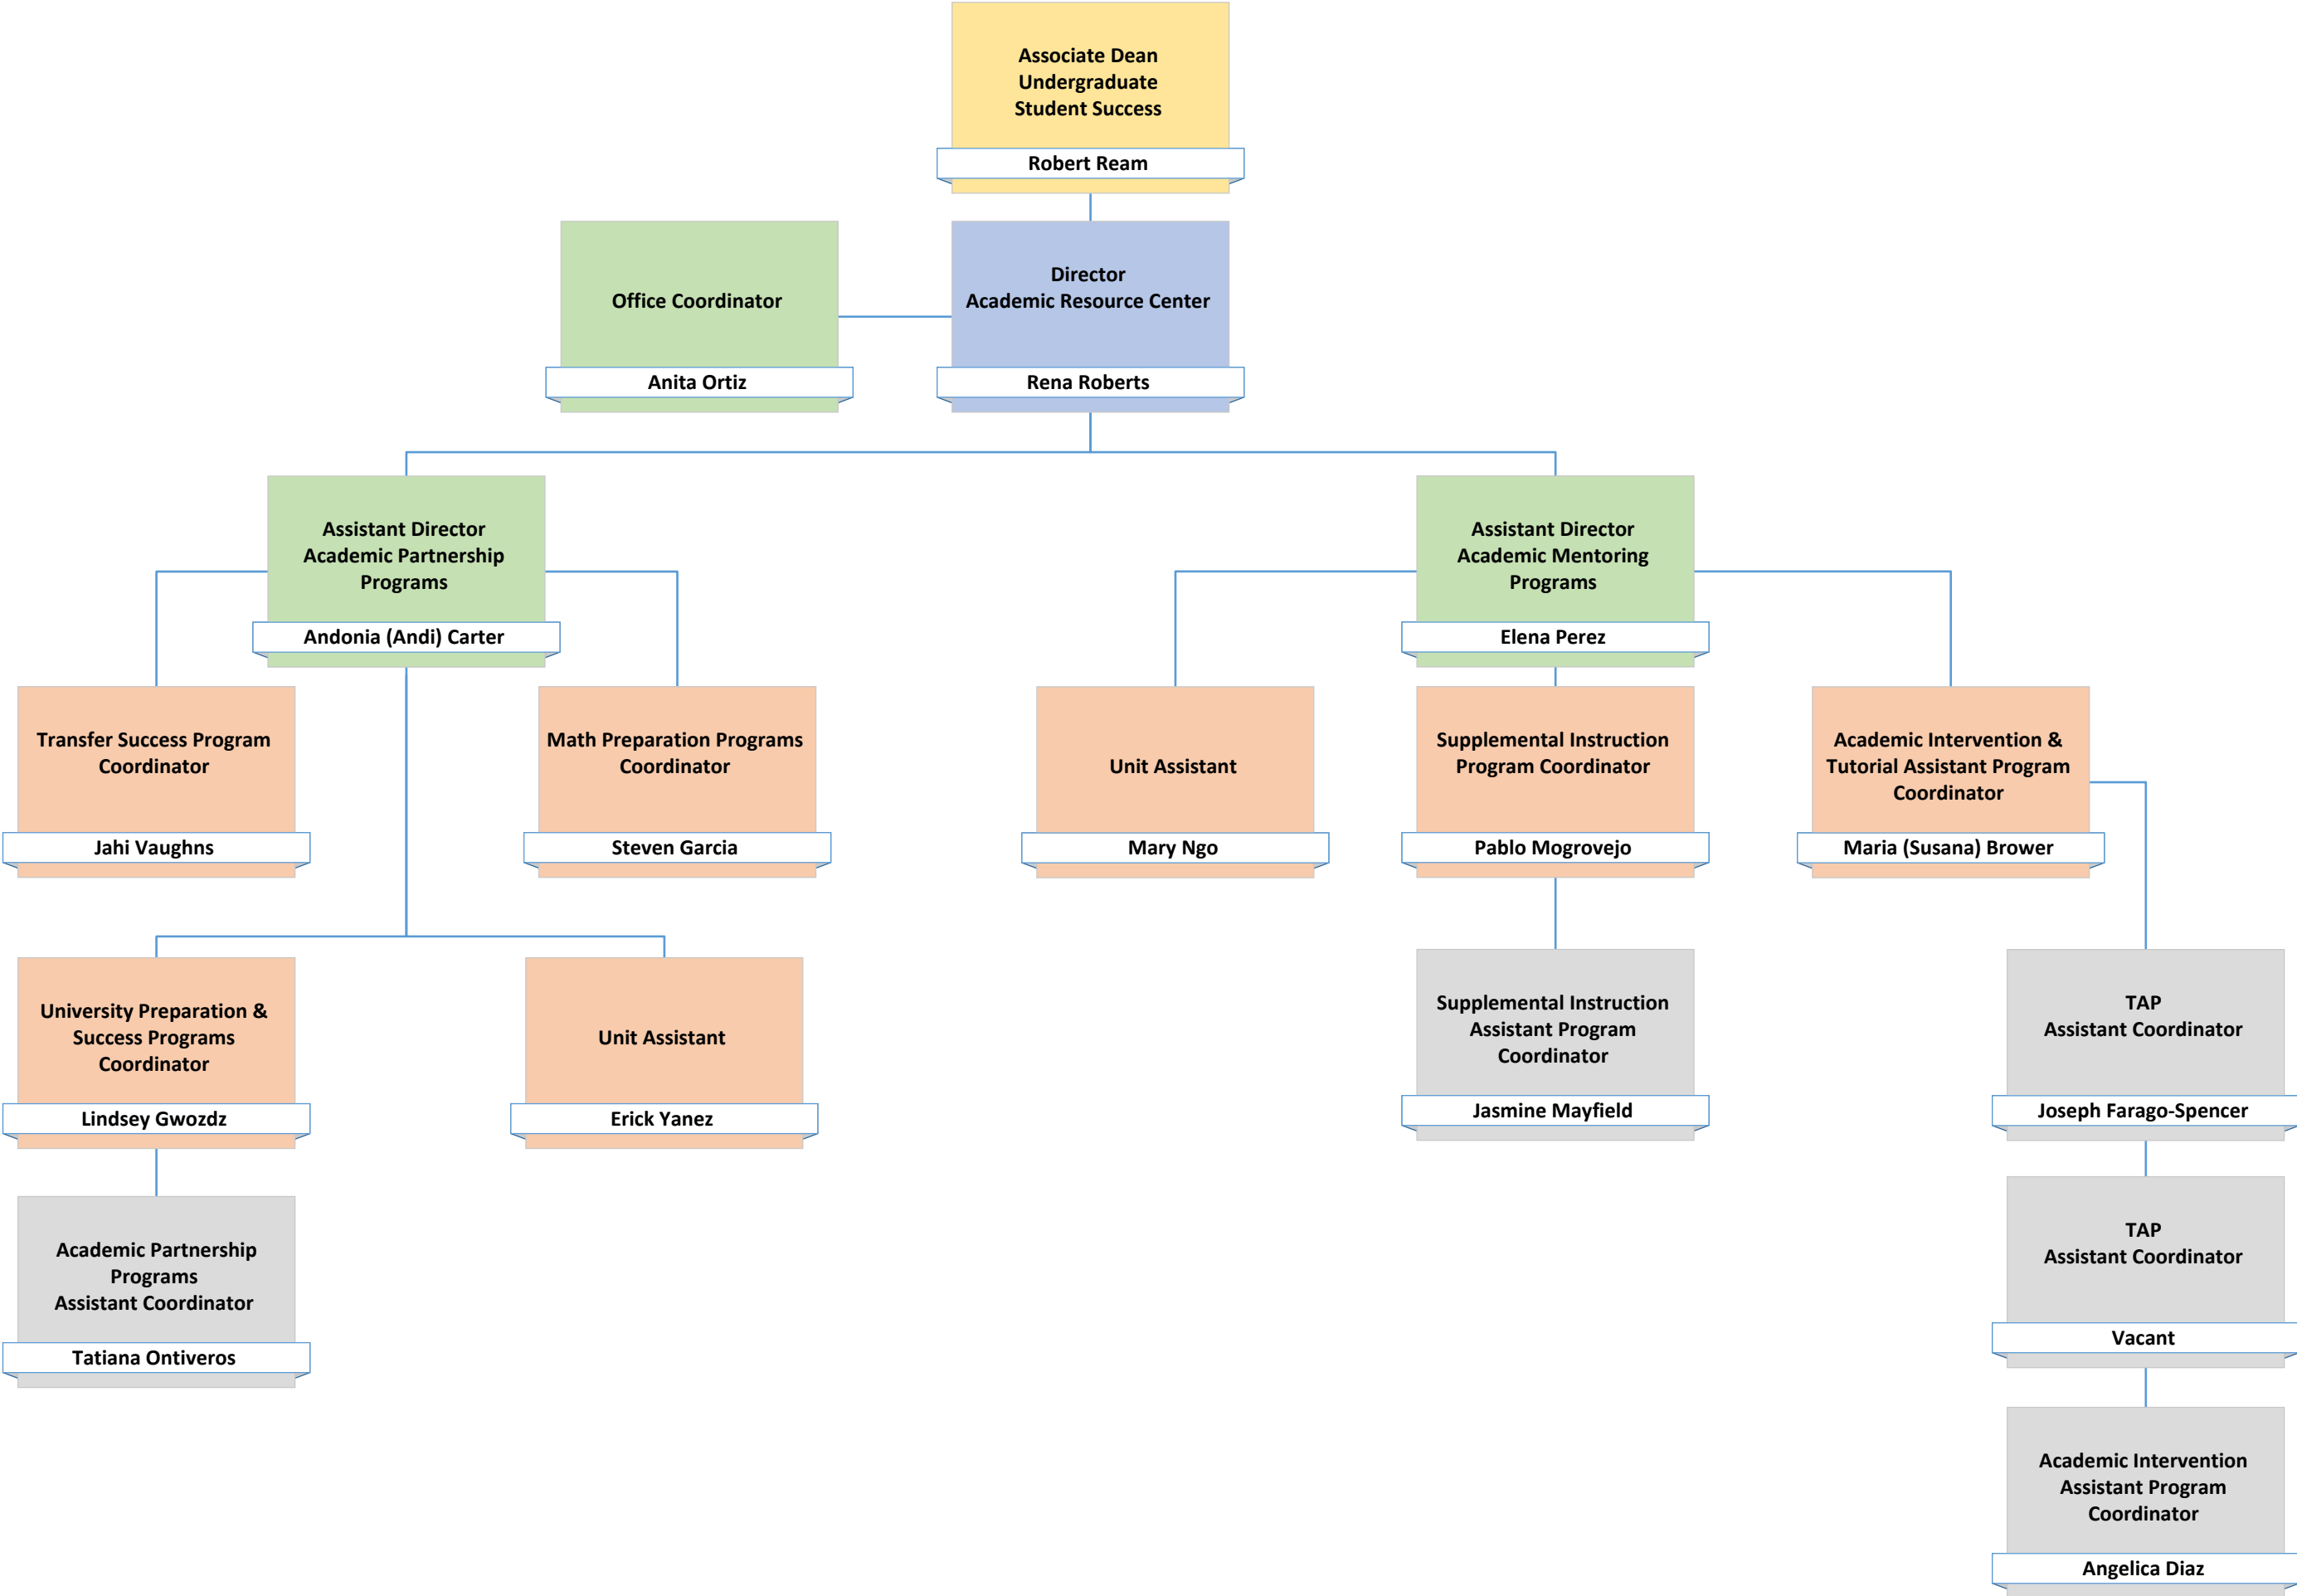 Associate Dean
Undergraduate
Student Success
Robert Ream
Office Coordinator
Anita Ortiz
Director
Academic Resource Center
Rena Roberts
Assistant Director
Academic Partnership
Programs
Andonia (Andi) Carter
Assistant Director
Academic Mentoring
Programs
Elena Perez
Transfer Success Program
Coordinator
Jahi Vaughns
Math Preparation Programs
Coordinator
Steven Garcia
Unit Assistant
Mary Ngo
Supplemental Instruction
Program Coordinator
Pablo Mogrovejo
Academic Intervention &
Tutorial Assistant Program
Coordinator
Maria (Susana) Brower
University Preparation &
Success Programs
Coordinator
Lindsey Gwozdz
Unit Assistant
Erick Yanez
Supplemental Instruction
Assistant Program
Coordinator
Jasmine Mayfield
TAP
Assistant Coordinator
Joseph Farago-Spencer
Academic Partnership
Programs
Assistant Coordinator
Tatiana Ontiveros
TAP
Assistant Coordinator
Vacant
Academic Intervention
Assistant Program
Coordinator
Angelica Diaz